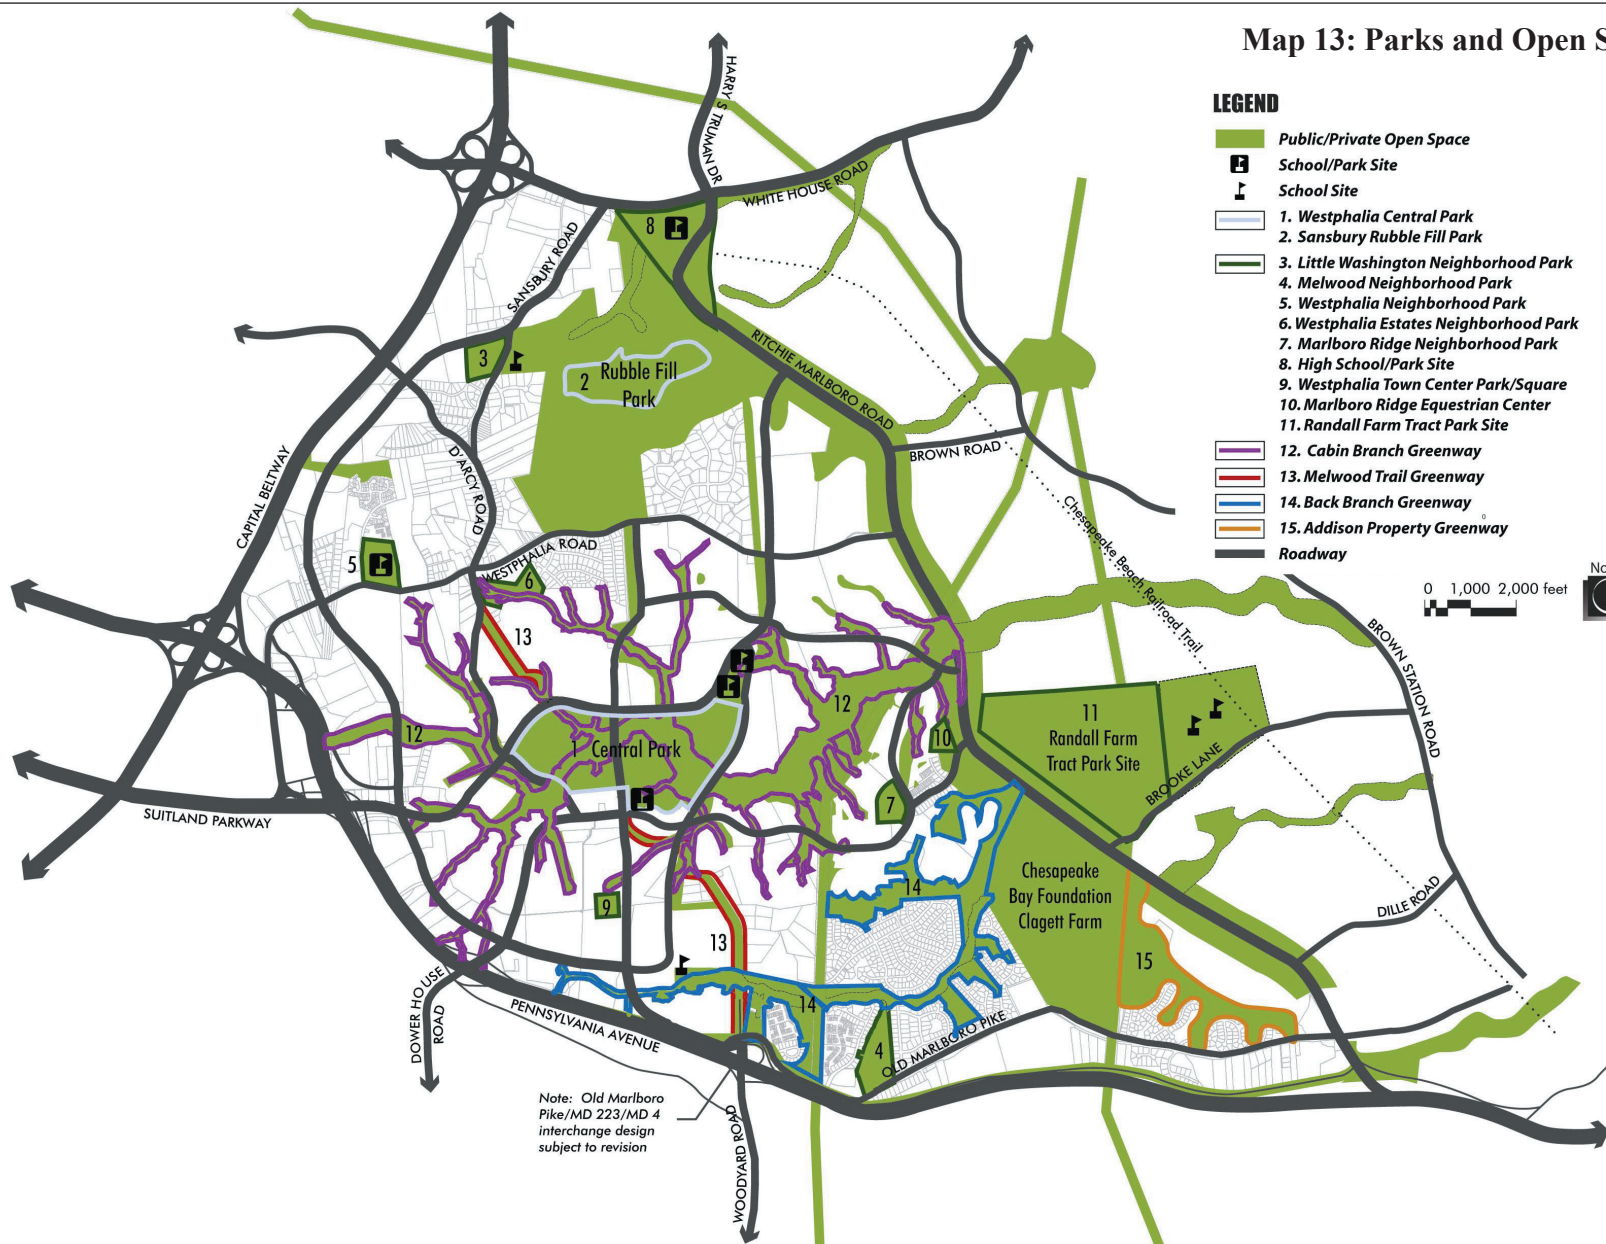 Map 13: Parks and Open S
LEGEND
Public/Private Open Space
School/Park Site
School Site
1. Westphalia Central Park
2. Sansbury Rubble Fill Park
3. Little Washington Neighborhood Park
4. Melwood Neighborhood Park
5. Westphalia Neighborhood Park
6. Westphalia Estates Neighborhood Park
7. Marlboro Ridge Neighborhood Park
8. High School/Park Site
9. Westphalia Town Center Park/Square
10. Marlboro Ridge Equestrian Center
11. Randall Farm Tract Park Site
12. Cabin Branch Greenway
13. Melwood Trail Greenway
14. Back Branch Greenway
15. Addison Property Greenway
0
Roadway
No
0 1,000 2,000 feet
HARRY S TRUMAN DR
WHITE HOUSE ROAD
8
SANSBURY ROAD
3
2 Rubble Fill
Park
RITCHIE MARLBORO ROAD
BROWN ROAD
CAPITAL BELTWAY
D'ARCY ROAD
Chesapeake Beach Railroad Trail
WESTPHALIA ROAD
5
6
13
BROWN STATION ROAD
12
12
11
Randall Farm
Tract Park Site
10
1 Central Park
BROOKE LANE
7
SUITLAND PARKWAY
Chesapeake
Bay Foundation
Clagett Farm
14
9
DILLE ROAD
13
15
14
DOWER HOUSE
ROAD
PENNSYLVANIA AVENUE
4
OLD MARLBORO PIKE
Note: Old Marlboro
Pike/MD 223/MD 4
interchange design
subject to revision
WOODYARD ROAD